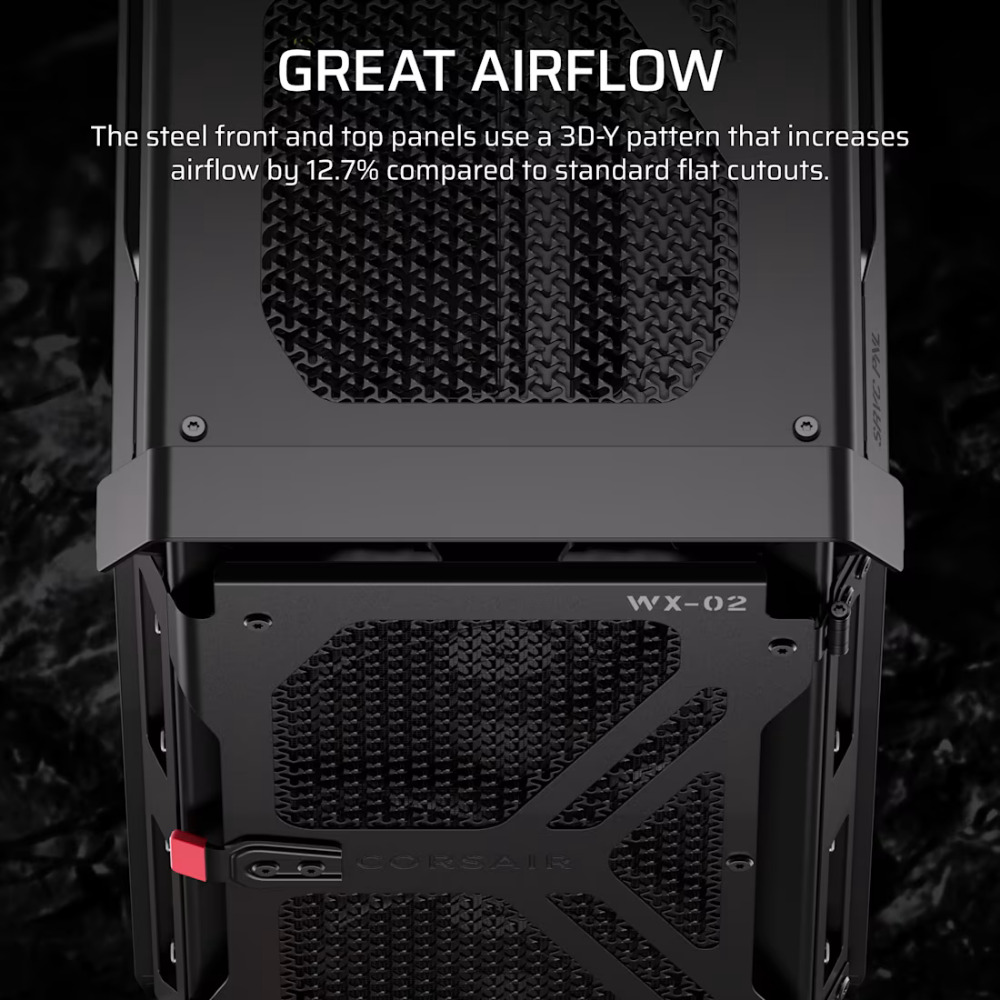 GREAT AIRFLOW
The steel front and top panels use a 3D-Y pattern that increases
airflow by 12.7% compared to standard flat cutouts.
WX-02
CORSAIR